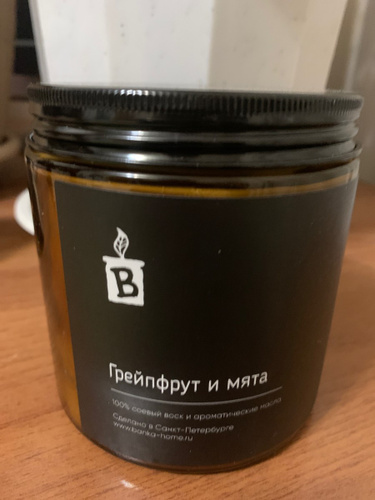 B
Грейпфрут и мята
100% соевый воск и ароматические масла
Сделано в Санкт-Петербурге
www.banka-home.ru